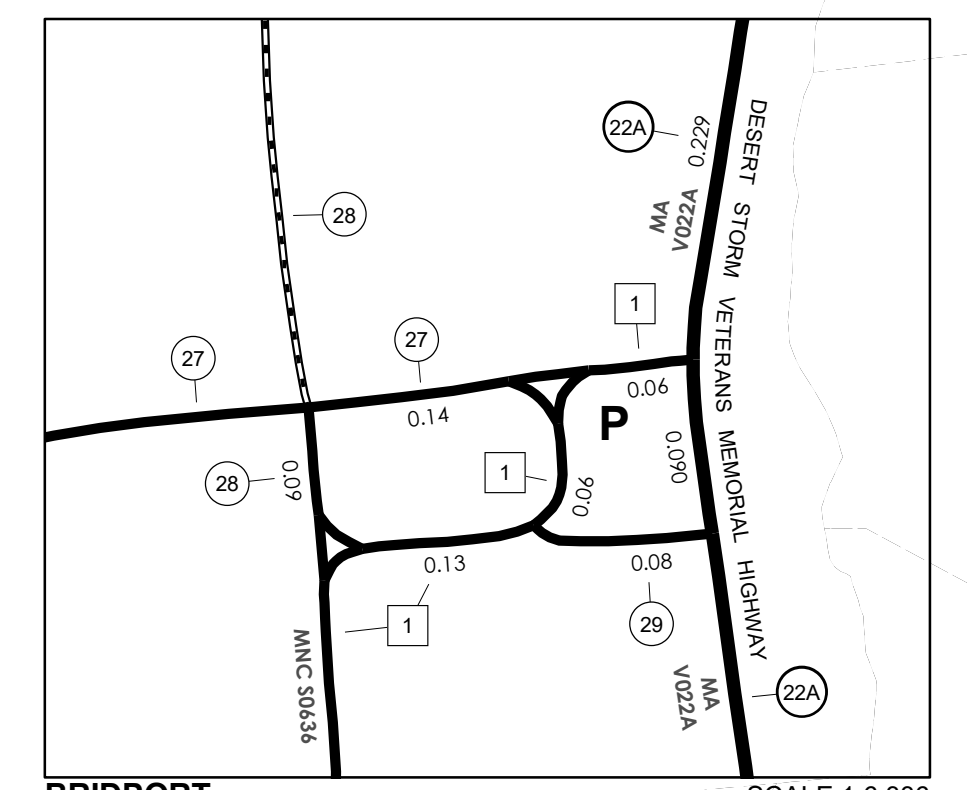 22A
0.229
MA
V022A
DESERT STORM VETERANS MEMORIAL HIGHWAY
28
1
27
27
0.06
0.14
P
0.090
28
0.09
1
0.06
0.13
0.08
1
29
MNC S0636
MA
V022A
22A
BRIDPORT